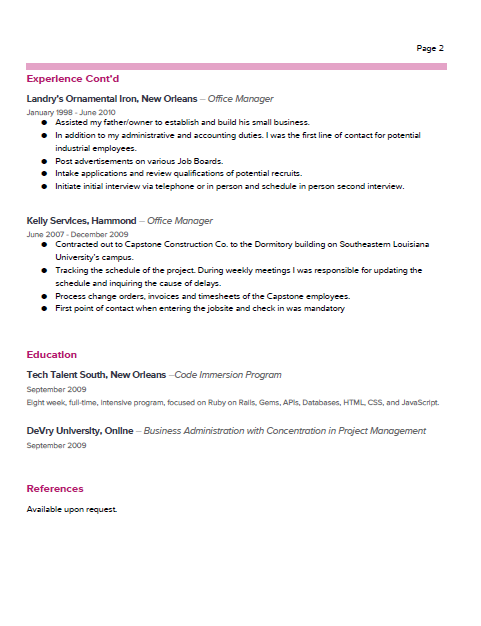 Page 2
Experience Cont'd
Landry's Ornamental Iron, New Orleans – Office Manager
January 1998 - June 2010
● Assisted my father/owner to establish and build his small business.
● In addition to my administrative and accounting duties. I was the first line of contact for potential
industrial employees.
● Post advertisements on various Job Boards.
● Intake applications and review qualifications of potential recruits.
● Initiate initial interview via telephone or in person and schedule in person second interview.
Kelly Services, Hammond – Office Manager
June 2007 - December 2009
● Contracted out to Capstone Construction Co. to the Dormitory building on Southeastern Louisiana
University's campus.
● Tracking the schedule of the project. During weekly meetings I was responsible for updating the
schedule and inquiring the cause of delays.
● Process change orders, invoices and timesheets of the Capstone employees.
● First point of contact when entering the jobsite and check in was mandatory
Education
Tech Talent South, New Orleans –Code Immersion Program
September 2009
Eight week, full-time, intensive program, focused on Ruby on Rails, Gems, APIs, Databases, HTML, CSS, and JavaScript.
DeVry University, Online – Business Administration with Concentration in Project Management
September 2009
References
Available upon request.